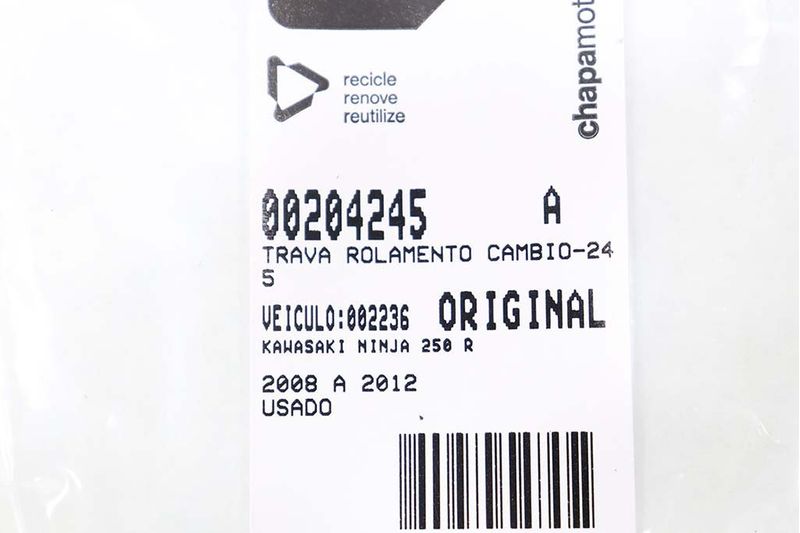 recicle
renove
reutilize
chapamot
00204245 A
TRAVA ROLAMENTO CAMBIO-24
5
VEICULO:002236 ORIGINAL
KAWASAKI NINJA 250 R
2008 A 2012
USADO